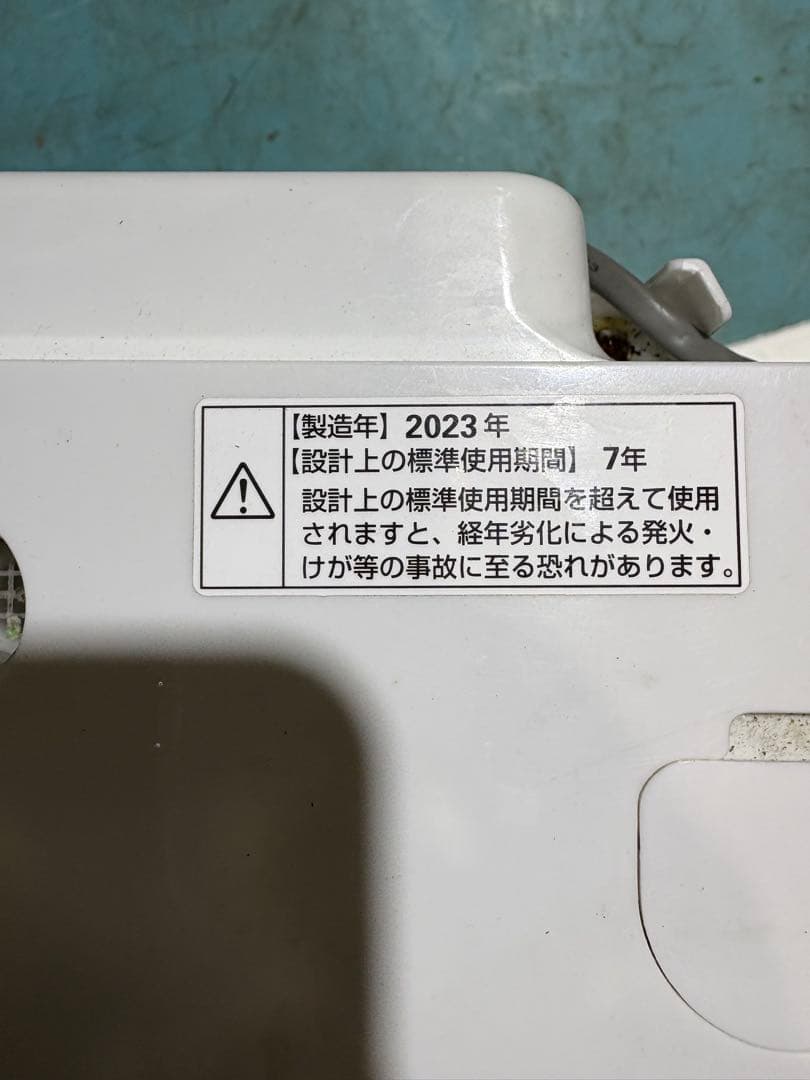 【製造年】 2023年
【設計上の標準使用期間】 7年
設計上の標準使用期間を超えて使用
されますと、経年劣化による発火・
けが等の事故に至る恐れがあります。